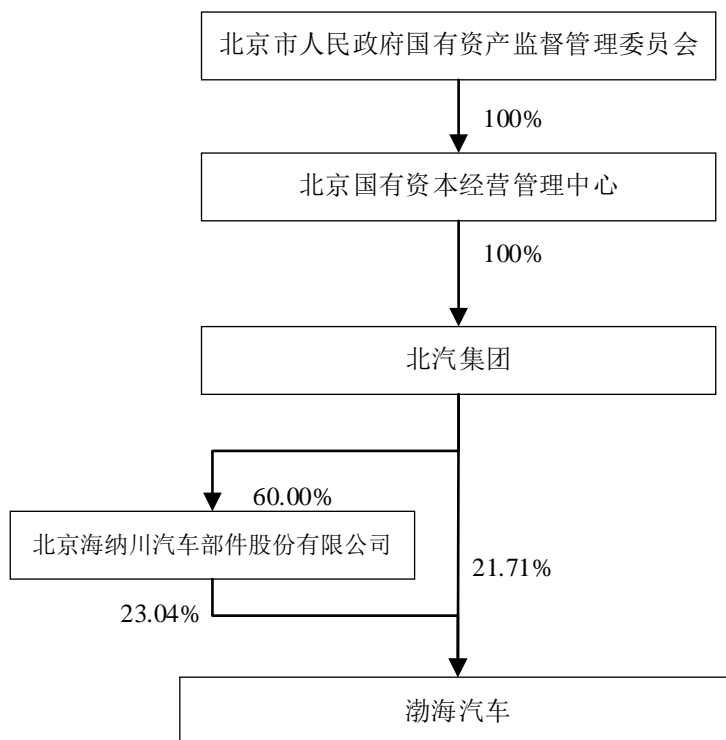 北京市人民政府国有资产监督管理委员会
100%
北京国有资本经营管理中心
100%
北汽集团
60.00%
北京海纳川汽车部件股份有限公司
21.71%
23.04%
渤海汽车